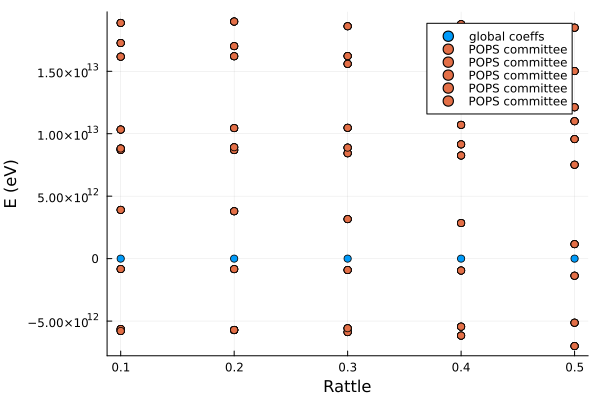 global coeffs
POPS committee
POPS committee
POPS committee
POPS committee
POPS committee
1.50×10¹³
1.00×10¹³
5.00×10¹²
0
−5.00×10¹²
E (eV)
0.1 0.2 0.3 0.4 0.5
Rattle